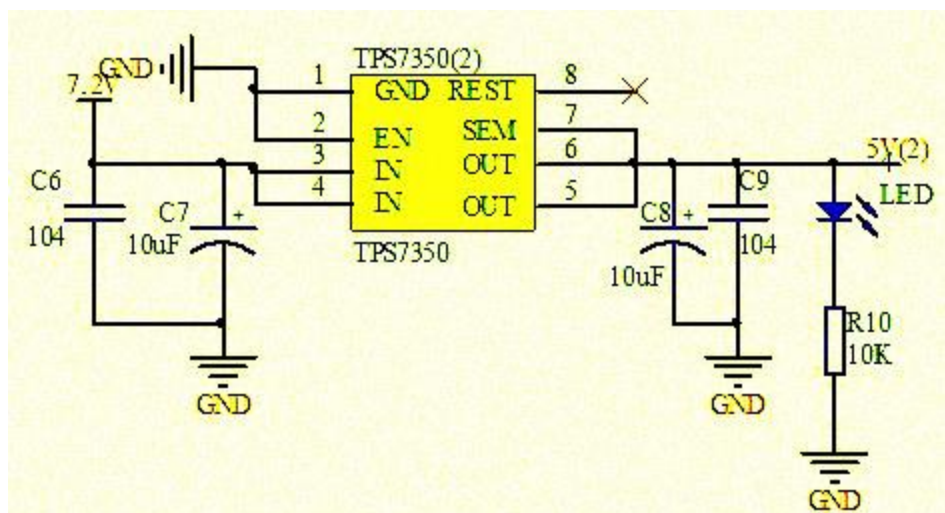 TPS7350(2)
GND
7.2V
1
GND
REST
8
2
EN
SEM
7
3
IN
OUT
6
4
IN
OUT
5
TPS7350
C6
104
C7
+
10uF
C8
+
10uF
C9
104
5V(2)
LED
R10
10K
GND
GND
GND